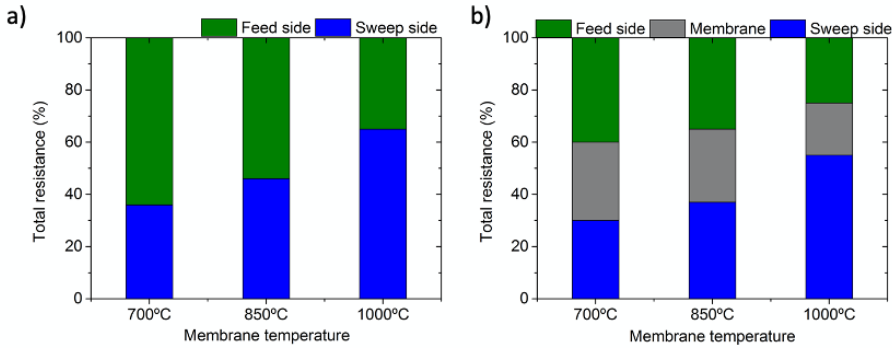 a)
Feed side Sweep side
100
80
60
40
20
0
Total resistance (%)
700ºC 850ºC 1000ºC
Membrane temperature
b)
Feed side Membrane Sweep side
100
80
60
40
20
0
Total resistance (%)
700ºC 850ºC 1000ºC
Membrane temperature